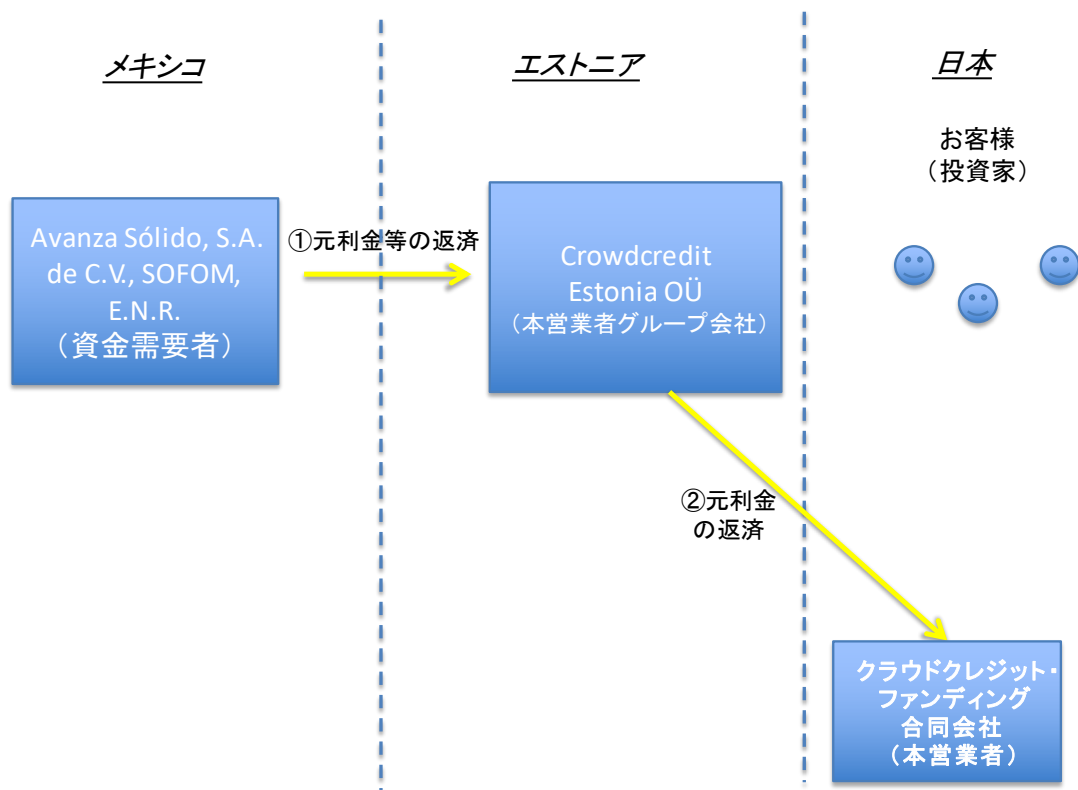 メキシコ
エストニア
日本
お客様
（投資家）
Avanza Sólido, S.A.
de C.V., SOFOM,
E.N.R.
（資金需要者）
①元利金等の返済
Crowdcredit
Estonia OÜ
（本営業者グループ会社）
②元利金
の返済
クラウドクレジット・
ファンディング
合同会社
（本営業者）